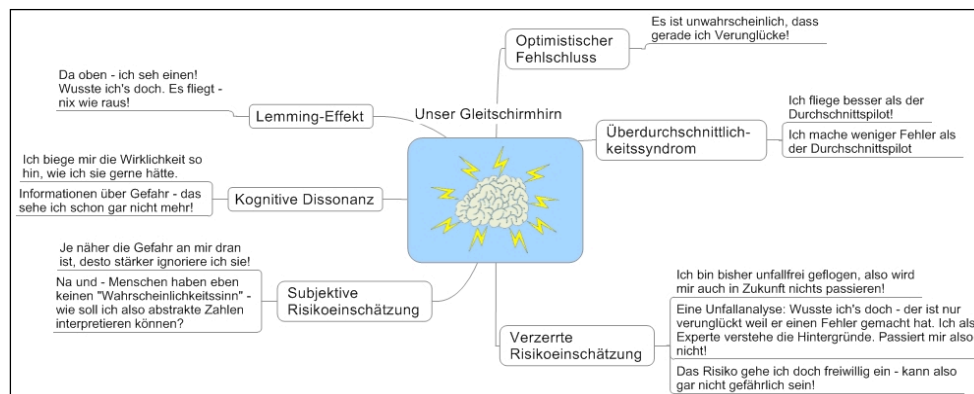 Unser Gleitschirmhirn
Optimistischer
Fehlschluss
Es ist unwahrscheinlich, dass
gerade ich Verunglücke!
Überdurchschnittlich-
keitssyndrom
Ich fliege besser als der
Durchschnittspilot!
Ich mache weniger Fehler als
der Durchschnittspilot
Verzerrte
Risikoeinschätzung
Ich bin bisher unfallfrei geflogen, also wird
mir auch in Zukunft nichts passieren!
Eine Unfallanalyse: Wusste ich's doch - der ist nur
verunglückt weil er einen Fehler gemacht hat. Ich als
Experte verstehe die Hintergründe. Passiert mir also
nicht!
Das Risiko gehe ich doch freiwillig ein - kann also
gar nicht gefährlich sein!
Subjektive
Risikoeinschätzung
Je näher die Gefahr an mir dran
ist, desto stärker ignoriere ich sie!
Na und - Menschen haben eben
keinen "Wahrscheinlichkeitssinn" -
wie soll ich also abstrakte Zahlen
interpretieren können?
Kognitive Dissonanz
Ich biege mir die Wirklichkeit so
hin, wie ich sie gerne hätte.
Informationen über Gefahr - das
sehe ich schon gar nicht mehr!
Lemming-Effekt
Da oben - ich seh einen!
Wusste ich's doch. Es fliegt -
nix wie raus!